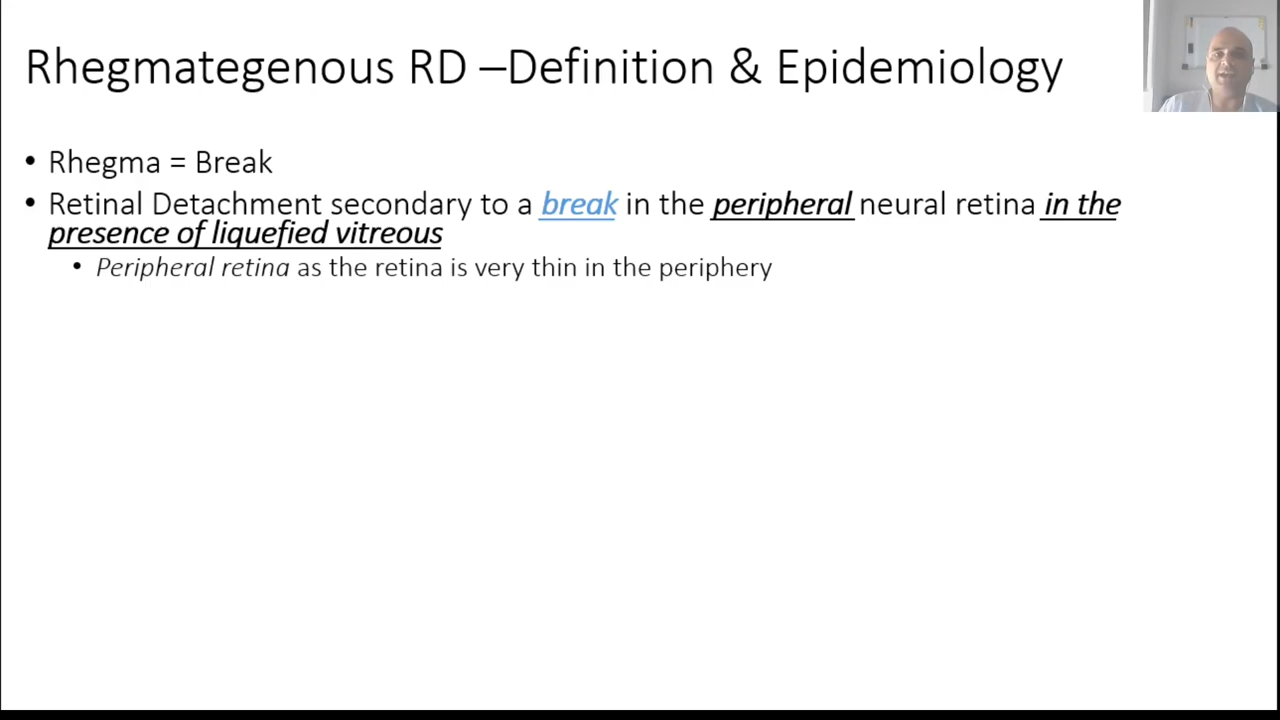 Rhegmategenous RD –Definition & Epidemiology
• Rhegma = Break
• Retinal Detachment secondary to a break in the peripheral neural retina in the
presence of liquefied vitreous
• Peripheral retina as the retina is very thin in the periphery